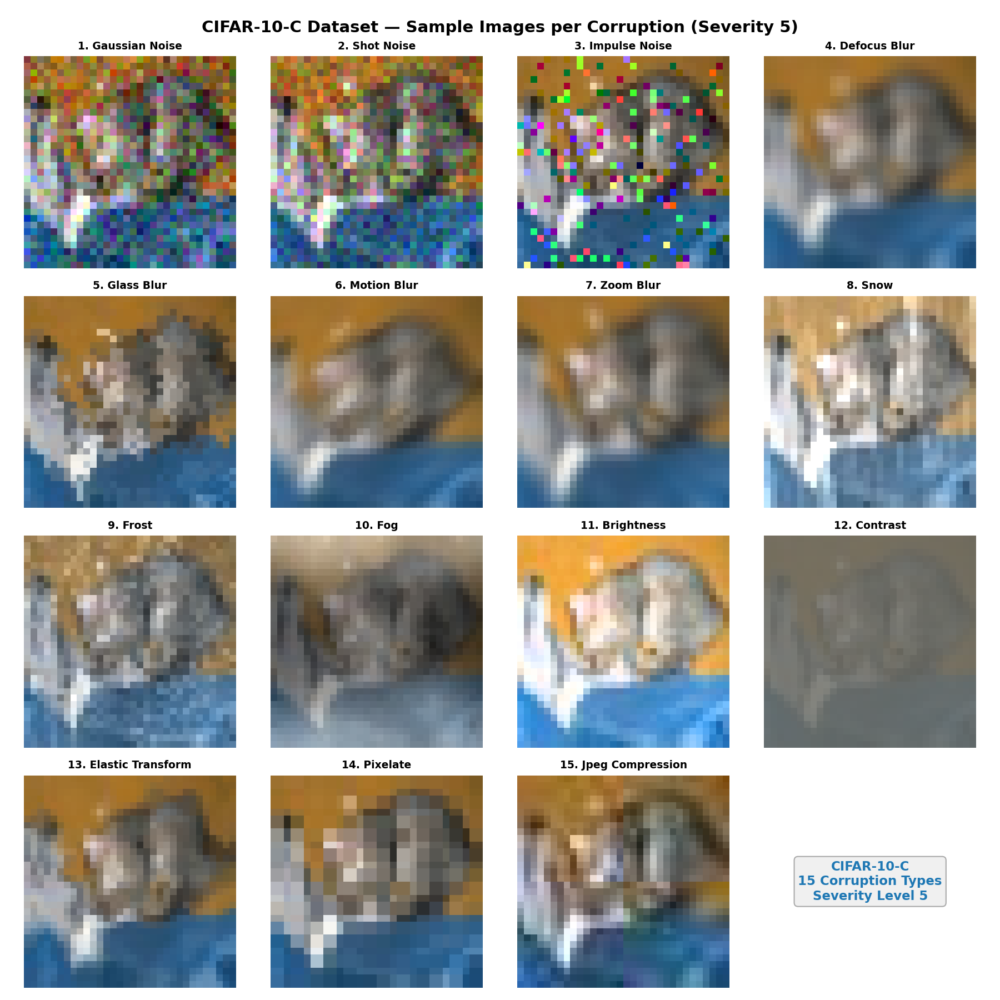 CIFAR-10-C Dataset — Sample Images per Corruption (Severity 5)
1. Gaussian Noise
2. Shot Noise
3. Impulse Noise
4. Defocus Blur
5. Glass Blur
6. Motion Blur
7. Zoom Blur
8. Snow
9. Frost
10. Fog
11. Brightness
12. Contrast
13. Elastic Transform
14. Pixelate
15. Jpeg Compression
CIFAR-10-C
15 Corruption Types
Severity Level 5